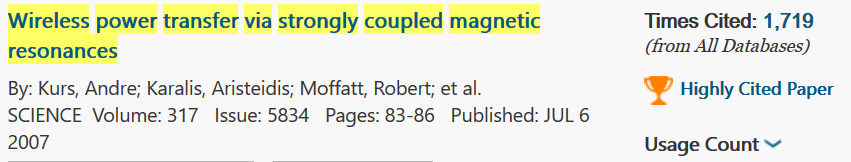 Wireless power transfer via strongly coupled magnetic
resonances
By: Kurs, Andre; Karalis, Aristeidis; Moffatt, Robert; et al.
SCIENCE Volume: 317 Issue: 5834 Pages: 83-86 Published: JUL 6
2007
Times Cited: 1,719
(from All Databases)
Highly Cited Paper
Usage Count